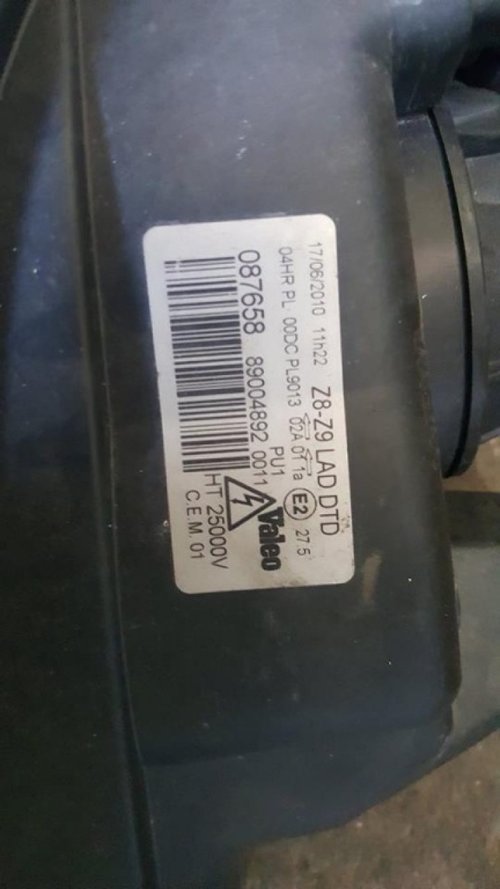 17/06/2010 11h22 Z8-Z9 LAD DTD
04HR PL 00DC PL9013 02A 01 1a E2 27.5
PU1 Valeo
087658 89004892 0011
HT 25000V
C.E.M. 01